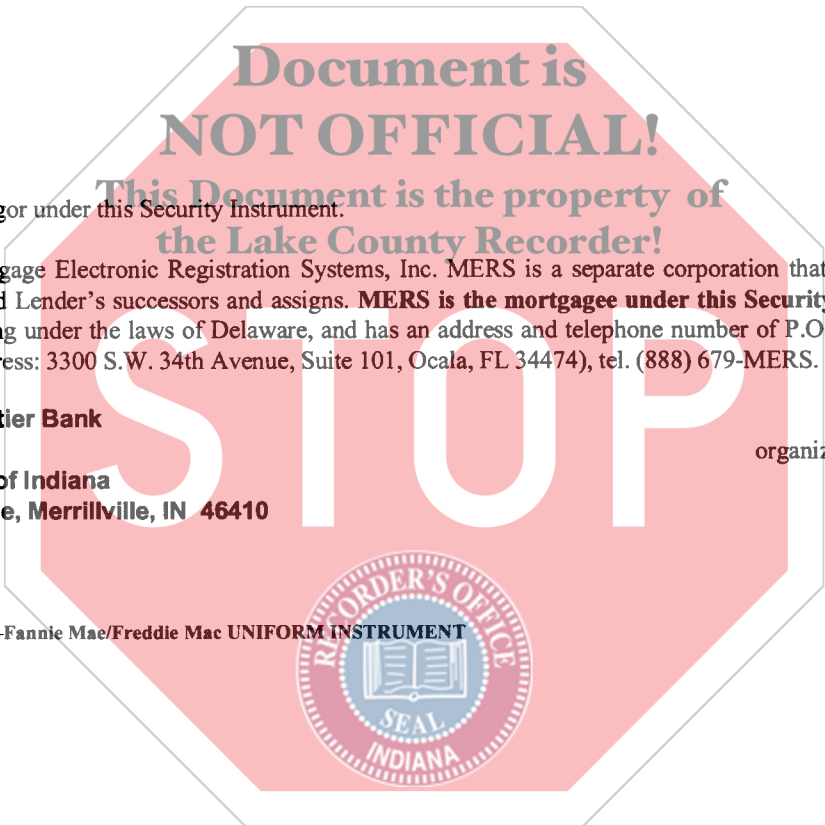 Document is
NOT OFFICIAL!
This Document is the property of
gor under this Security Instrument.
the Lake County Recorder!
gage Electronic Registration Systems, Inc. MERS is a separate corporation that
d Lender's successors and assigns. MERS is the mortgagee under this Security
ng under the laws of Delaware, and has an address and telephone number of P.O
ress: 3300 S.W. 34th Avenue, Suite 101, Ocala, FL 34474), tel. (888) 679-MERS.
tier Bank
organiz
of Indiana
e, Merrillville, IN 46410
STOP
-Fannie Mae/Freddie Mac UNIFORM INSTRUMENT
RECORDER'S OFFICE
SEAL
INDIANA